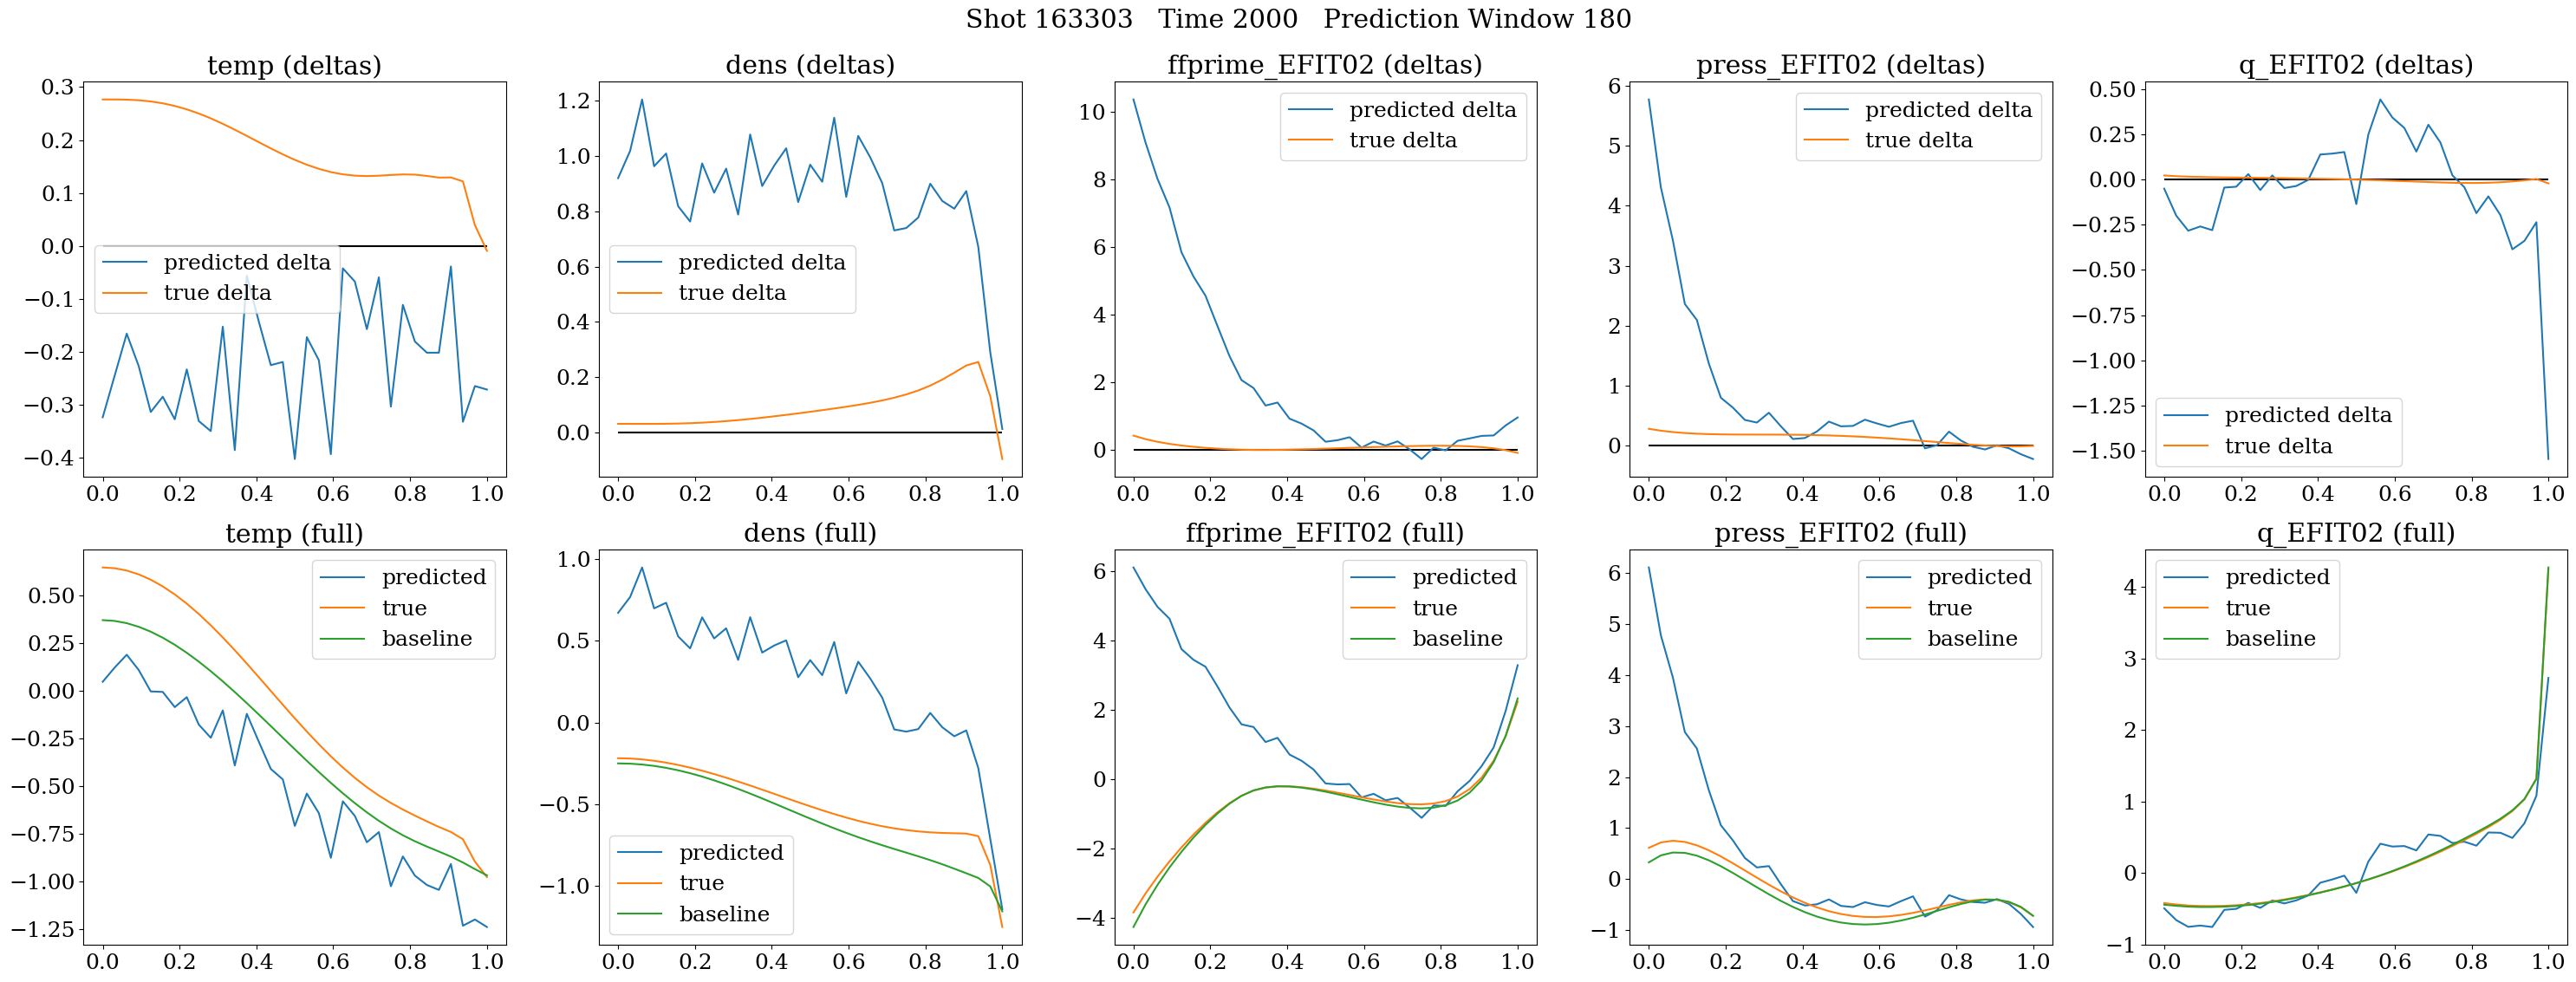 Shot 163303   Time 2000   Prediction Window 180
temp (deltas)
0.3
0.2
0.1
0.0
−0.1
−0.2
−0.3
−0.4
predicted delta
true delta
0.0 0.2 0.4 0.6 0.8 1.0
dens (deltas)
1.2
1.0
0.8
0.6
0.4
0.2
0.0
predicted delta
true delta
0.0 0.2 0.4 0.6 0.8 1.0
ffprime_EFIT02 (deltas)
10
8
6
4
2
0
predicted delta
true delta
0.0 0.2 0.4 0.6 0.8 1.0
press_EFIT02 (deltas)
6
5
4
3
2
1
0
predicted delta
true delta
0.0 0.2 0.4 0.6 0.8 1.0
q_EFIT02 (deltas)
0.50
0.25
0.00
−0.25
−0.50
−0.75
−1.00
−1.25
−1.50
predicted delta
true delta
0.0 0.2 0.4 0.6 0.8 1.0
temp (full)
0.50
0.25
0.00
−0.25
−0.50
−0.75
−1.00
−1.25
predicted
true
baseline
0.0 0.2 0.4 0.6 0.8 1.0
dens (full)
1.0
0.5
0.0
−0.5
−1.0
predicted
true
baseline
0.0 0.2 0.4 0.6 0.8 1.0
ffprime_EFIT02 (full)
6
4
2
0
−2
−4
predicted
true
baseline
0.0 0.2 0.4 0.6 0.8 1.0
press_EFIT02 (full)
6
5
4
3
2
1
0
−1
predicted
true
baseline
0.0 0.2 0.4 0.6 0.8 1.0
q_EFIT02 (full)
4
3
2
1
0
−1
predicted
true
baseline
0.0 0.2 0.4 0.6 0.8 1.0